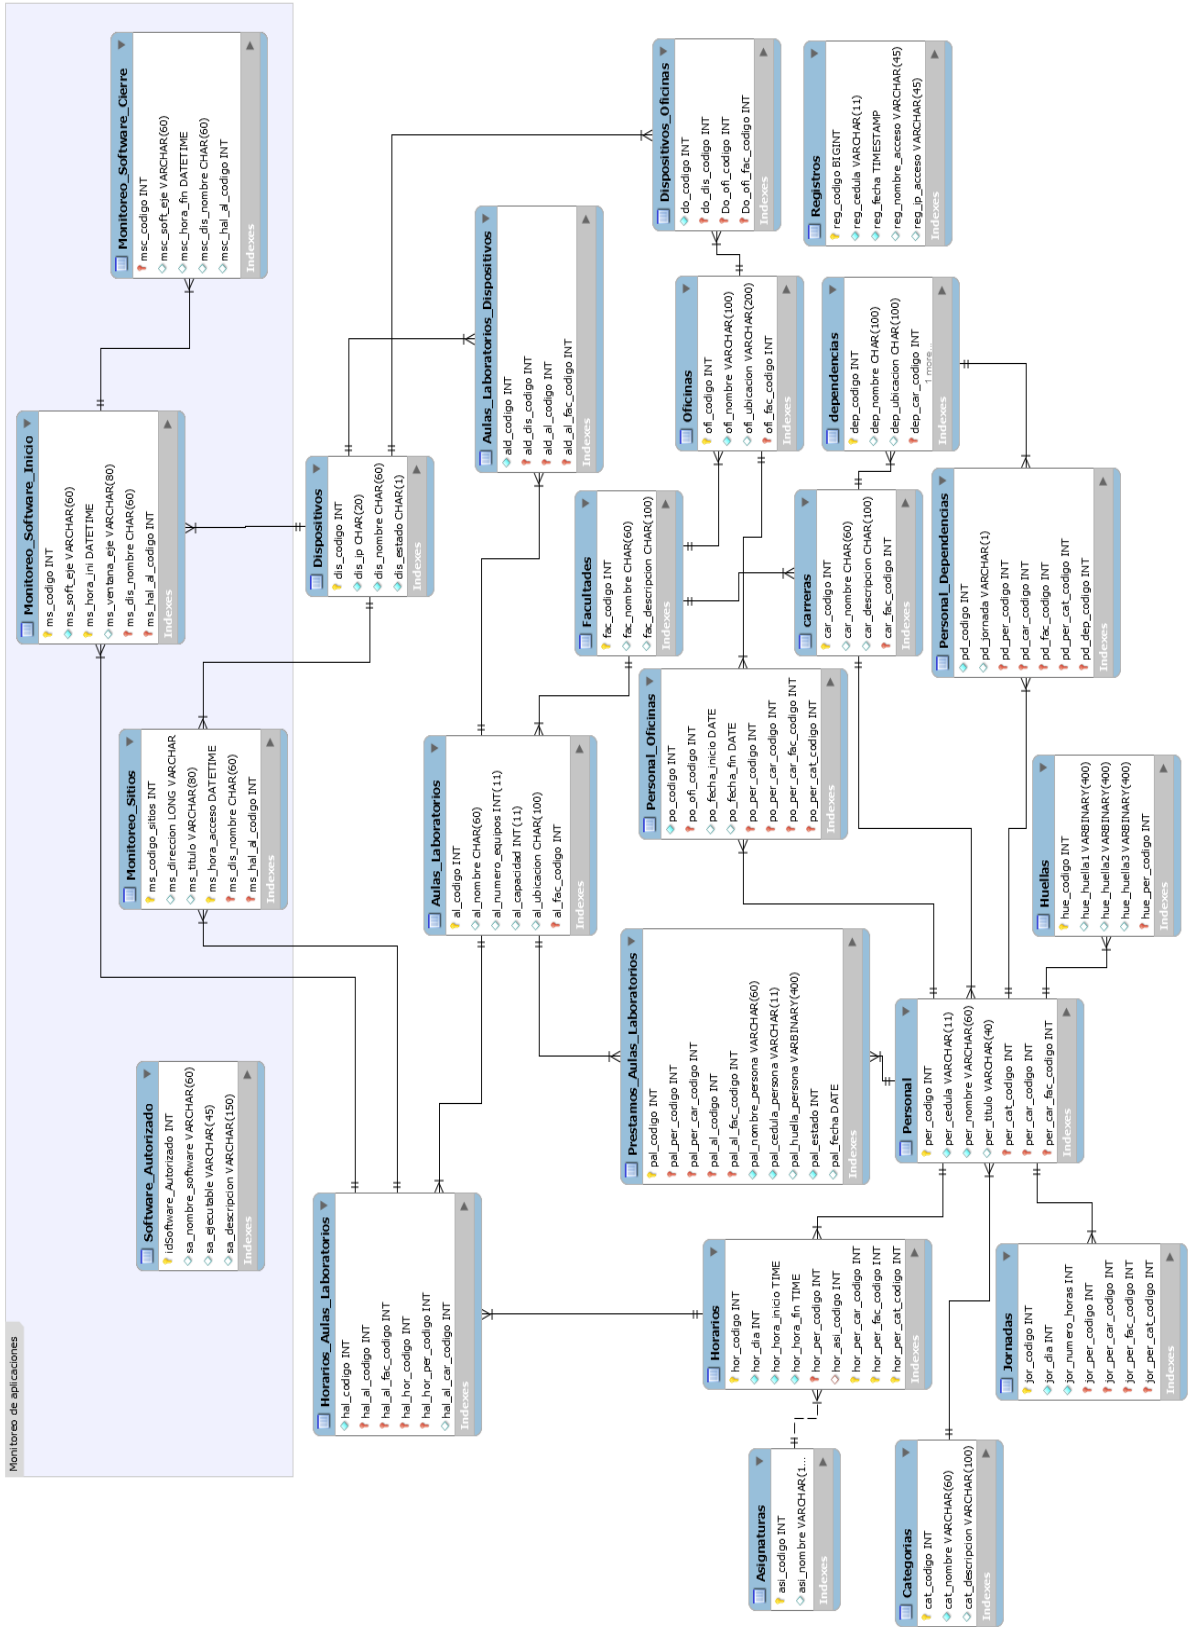 Monitoreo de aplicaciones
Software_Autorizado
idSoftware_Autorizado INT
sa_nombre_software VARCHAR(60)
sa_ejecutable VARCHAR(45)
sa_descripcion VARCHAR(150)
Indexes
Monitoreo_Sitios
ms_codigo_sitios INT
ms_direccion LONG VARCHAR
ms_titulo VARCHAR(80)
ms_hora_acceso DATETIME
ms_dis_nombre CHAR(60)
ms_hal_al_codigo INT
Indexes
Monitoreo_Software_Inicio
ms_codigo INT
ms_soft_eje VARCHAR(60)
ms_hora_ini DATETIME
ms_ventana_eje VARCHAR(80)
ms_dis_nombre CHAR(60)
ms_hal_al_codigo INT
Indexes
Monitoreo_Software_Cierre
msc_codigo INT
msc_soft_eje VARCHAR(60)
msc_hora_fin DATETIME
msc_dis_nombre CHAR(60)
msc_hal_al_codigo INT
Indexes
Horarios_Aulas_Laboratorios
hal_codigo INT
hal_al_codigo INT
hal_al_fac_codigo INT
hal_hor_codigo INT
hal_hor_per_codigo INT
hal_al_car_codigo INT
Indexes
Aulas_Laboratorios
al_codigo INT
al_nombre CHAR(60)
al_numero_equipos INT(11)
al_capacidad INT(11)
al_ubicacion CHAR(100)
al_fac_codigo INT
Indexes
Dispositivos
dis_codigo INT
dis_ip CHAR(20)
dis_nombre CHAR(60)
dis_estado CHAR(1)
Indexes
Aulas_Laboratorios_Dispositivos
ald_codigo INT
ald_dis_codigo INT
ald_al_codigo INT
ald_al_fac_codigo INT
Indexes
Prestamos_Aulas_Laboratorios
pal_codigo INT
pal_per_codigo INT
pal_per_car_codigo INT
pal_al_codigo INT
pal_al_fac_codigo INT
pal_nombre_persona VARCHAR(60)
pal_cedula_persona VARCHAR(11)
pal_huella_persona VARBINARY(400)
pal_estado INT
pal_fecha DATE
Indexes
Facultades
fac_codigo INT
fac_nombre CHAR(60)
fac_descripcion CHAR(100)
Indexes
Personal_Oficinas
po_codigo INT
po_ofi_codigo INT
po_fecha_inicio DATE
po_fecha_fin DATE
po_per_codigo INT
po_per_car_codigo INT
po_per_car_fac_codigo INT
po_per_cat_codigo INT
Indexes
Oficinas
ofi_codigo INT
ofi_nombre VARCHAR(100)
ofi_ubicacion VARCHAR(200)
ofi_fac_codigo INT
Indexes
Dispositivos_Oficinas
do_codigo INT
do_dis_codigo INT
Do_ofi_codigo INT
Do_ofi_fac_codigo INT
Indexes
Asignaturas
asi_codigo INT
asi_nombre VARCHAR(1...
Indexes
Horarios
hor_codigo INT
hor_dia INT
hor_hora_inicio TIME
hor_hora_fin TIME
hor_per_codigo INT
hor_asi_codigo INT
hor_per_car_codigo INT
hor_per_fac_codigo INT
hor_per_cat_codigo INT
Indexes
Carreras
car_codigo INT
car_nombre CHAR(60)
car_descripcion CHAR(100)
car_fac_codigo INT
Indexes
dependencias
dep_codigo INT
dep_nombre CHAR(100)
dep_ubicacion CHAR(100)
dep_car_codigo INT
1 more...
Indexes
Registros
reg_codigo BIGINT
reg_cedula VARCHAR(11)
reg_fecha TIMESTAMP
reg_nombre_acceso VARCHAR(45)
reg_ip_acceso VARCHAR(45)
Indexes
Categorias
cat_codigo INT
cat_nombre VARCHAR(60)
cat_descripcion VARCHAR(100)
Indexes
Personal
per_codigo INT
per_cedula VARCHAR(11)
per_nombre VARCHAR(60)
per_titulo VARCHAR(40)
per_cat_codigo INT
per_car_codigo INT
per_car_fac_codigo INT
Indexes
Personal_Dependencias
pd_codigo INT
pd_jornada VARCHAR(1)
pd_per_codigo INT
pd_car_codigo INT
pd_fac_codigo INT
pd_per_cat_codigo INT
pd_dep_codigo INT
Indexes
Jornadas
jor_codigo INT
jor_dia INT
jor_numero_horas INT
jor_per_codigo INT
jor_per_car_codigo INT
jor_per_fac_codigo INT
jor_per_cat_codigo INT
Indexes
Huellas
hue_codigo INT
hue_huella1 VARBINARY(400)
hue_huella2 VARBINARY(400)
hue_huella3 VARBINARY(400)
hue_per_codigo INT
Indexes